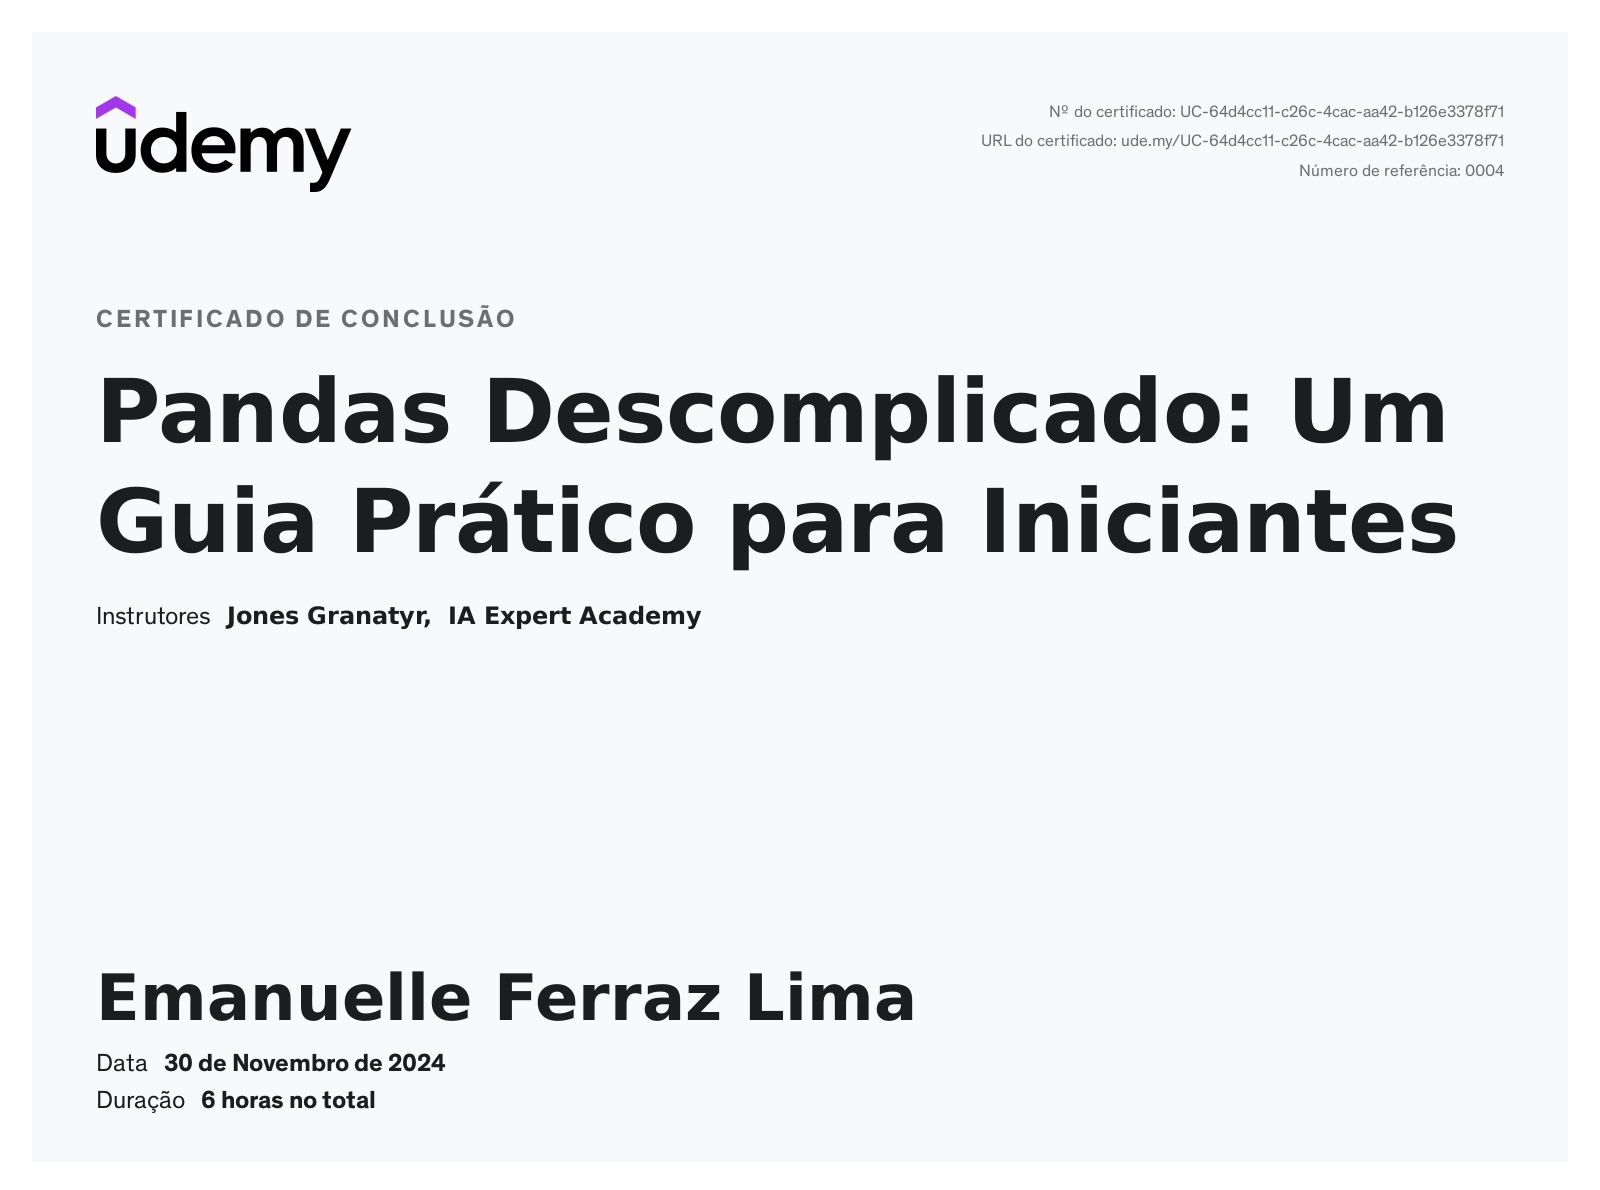 udemy
Nº do certificado: UC-64d4cc11-c26c-4cac-aa42-b126e3378f71
URL do certificado: ude.my/UC-64d4cc11-c26c-4cac-aa42-b126e3378f71
Número de referência: 0004
CERTIFICADO DE CONCLUSÃO
Pandas Descomplicado: Um
Guia Prático para Iniciantes
Instrutores Jones Granatyr, IA Expert Academy
Emanuelle Ferraz Lima
Data 30 de Novembro de 2024
Duração 6 horas no total